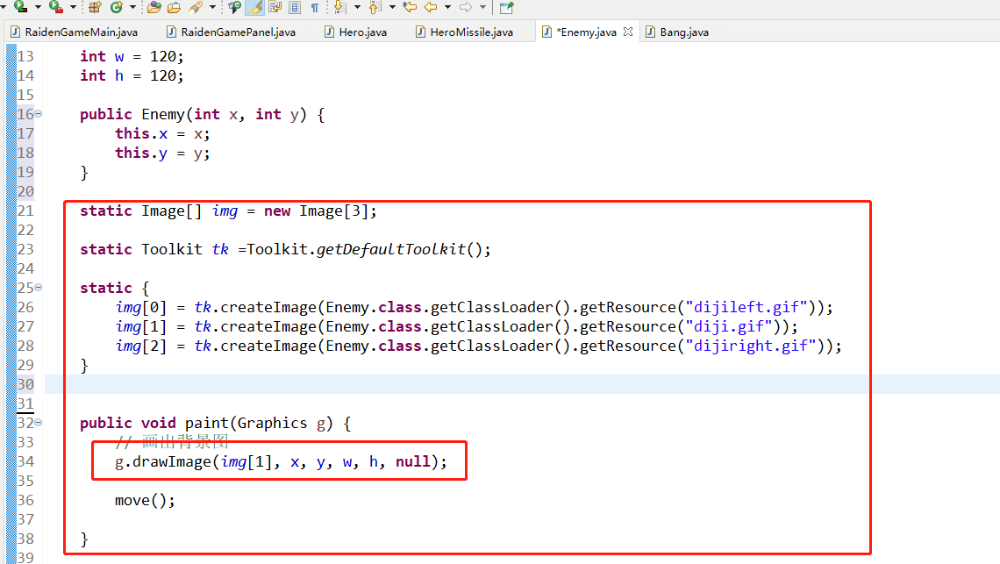 RaidenGameMain.java RaidenGamePanel.java Hero.java HeroMissile.java *Enemy.java Bang.java
13 int w = 120;
14 int h = 120;
15
16 public Enemy(int x, int y) {
17 this.x = x;
18 this.y = y;
19 }
20
21 static Image[] img = new Image[3];
22
23 static Toolkit tk =Toolkit.getDefaultToolkit();
24
25 static {
26 img[0] = tk.createImage(Enemy.class.getClassLoader().getResource("dijileft.gif"));
27 img[1] = tk.createImage(Enemy.class.getClassLoader().getResource("diji.gif"));
28 img[2] = tk.createImage(Enemy.class.getClassLoader().getResource("dijiright.gif"));
29 }
30
31
32 public void paint(Graphics g) {
33 // 画出背景图
34 g.drawImage(img[1], x, y, w, h, null);
35
36 move();
37
38 }
39